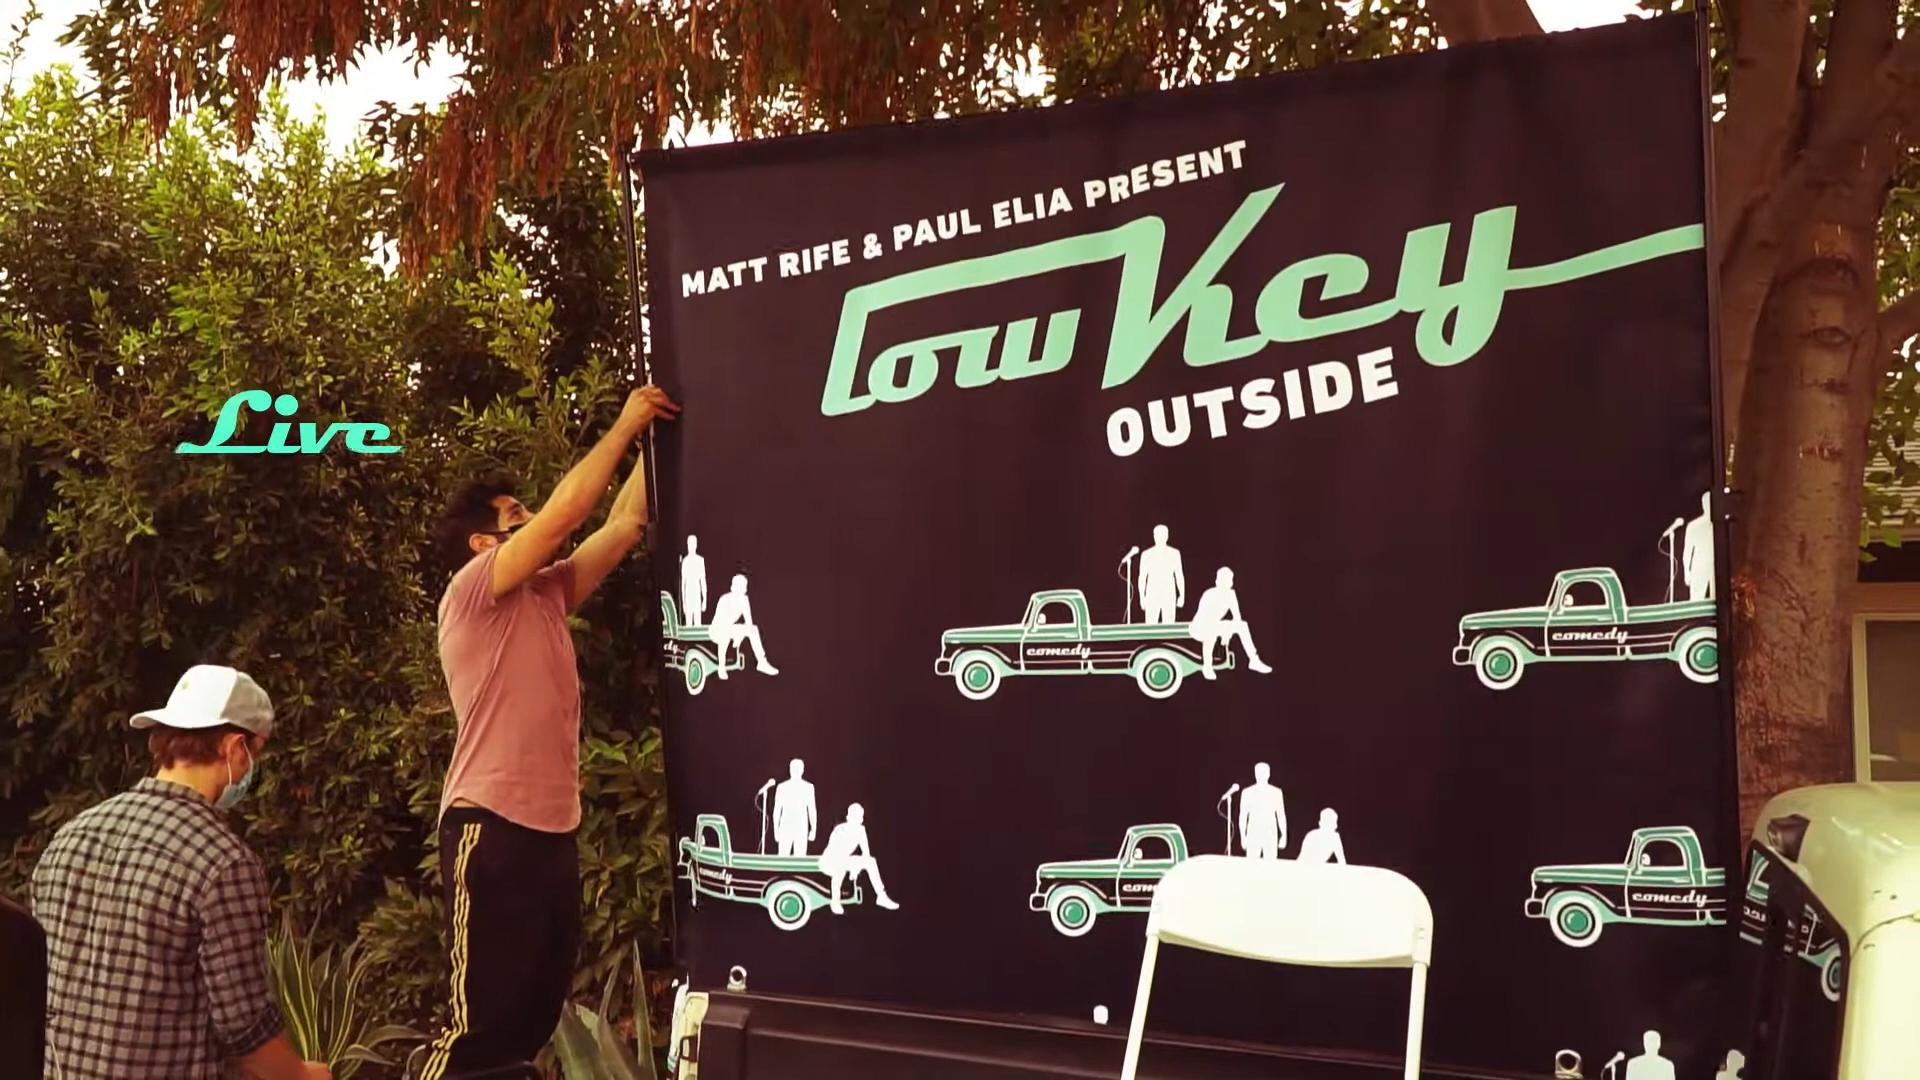 MATT RIFE & PAUL ELIA PRESENT
Low Key
OUTSIDE
Live
comedy
comedy
comedy
comedy